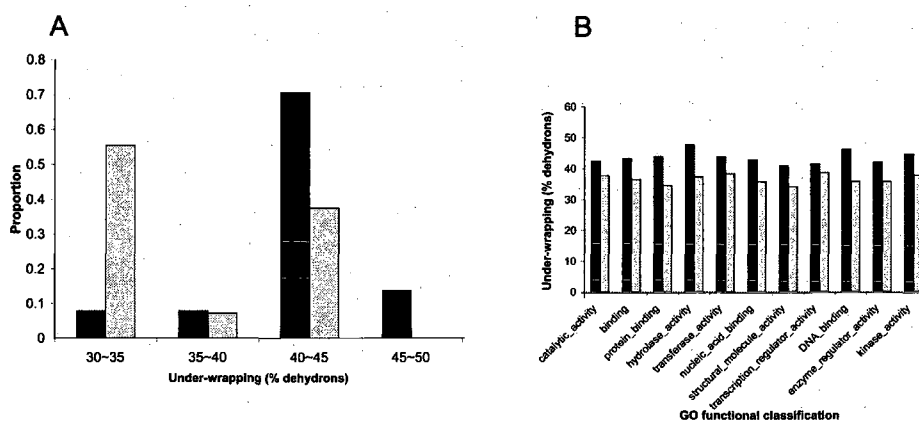 A
0.8
0.7
0.6
0.5
0.4
0.3
0.2
0.1
0
Proportion
30~35 35~40 40~45 45~50
Under-wrapping (% dehydrons)
B
60
50
40
30
20
10
0
Under-wrapping (% dehydrons)
catalytic_activity
binding
protein_binding
hydrolase_activity
transferase_activity
nucleic_acid_binding
structural_molecule_activity
transcription_regulator_activity
DNA_binding
enzyme_regulator_activity
kinase_activity
GO functional classification